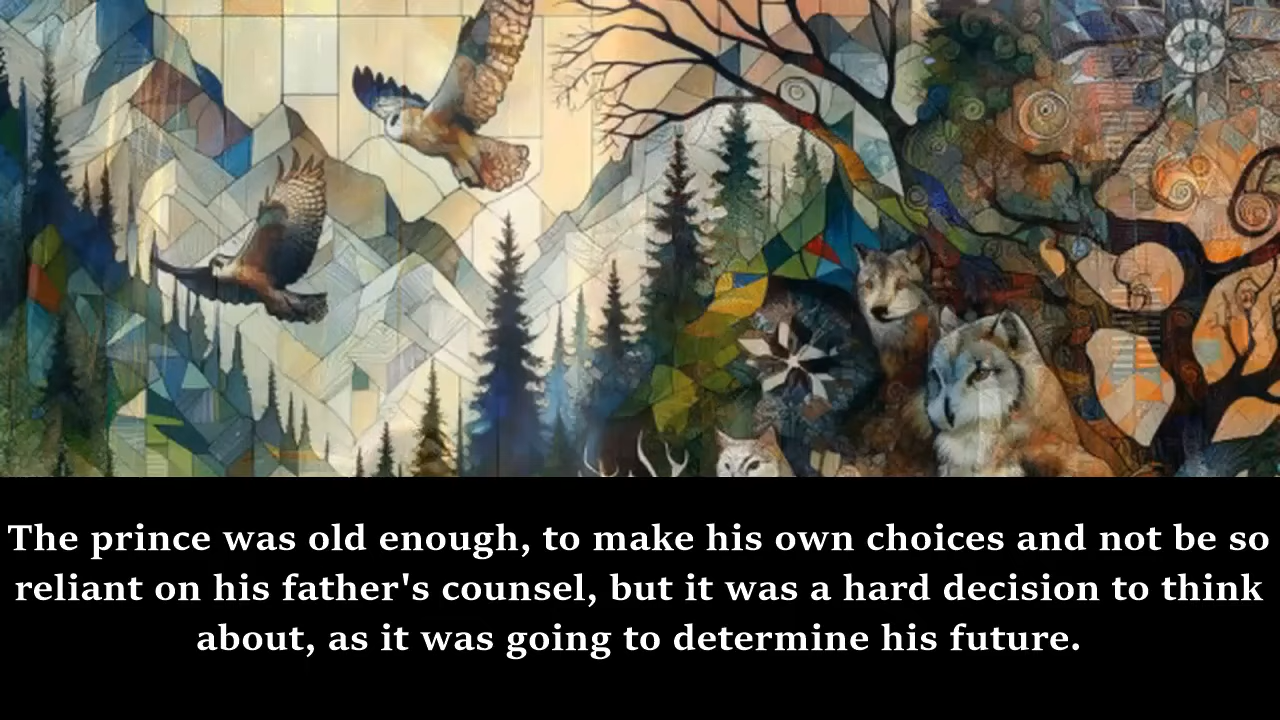 The prince was old enough, to make his own choices and not be so
reliant on his father's counsel, but it was a hard decision to think
about, as it was going to determine his future.